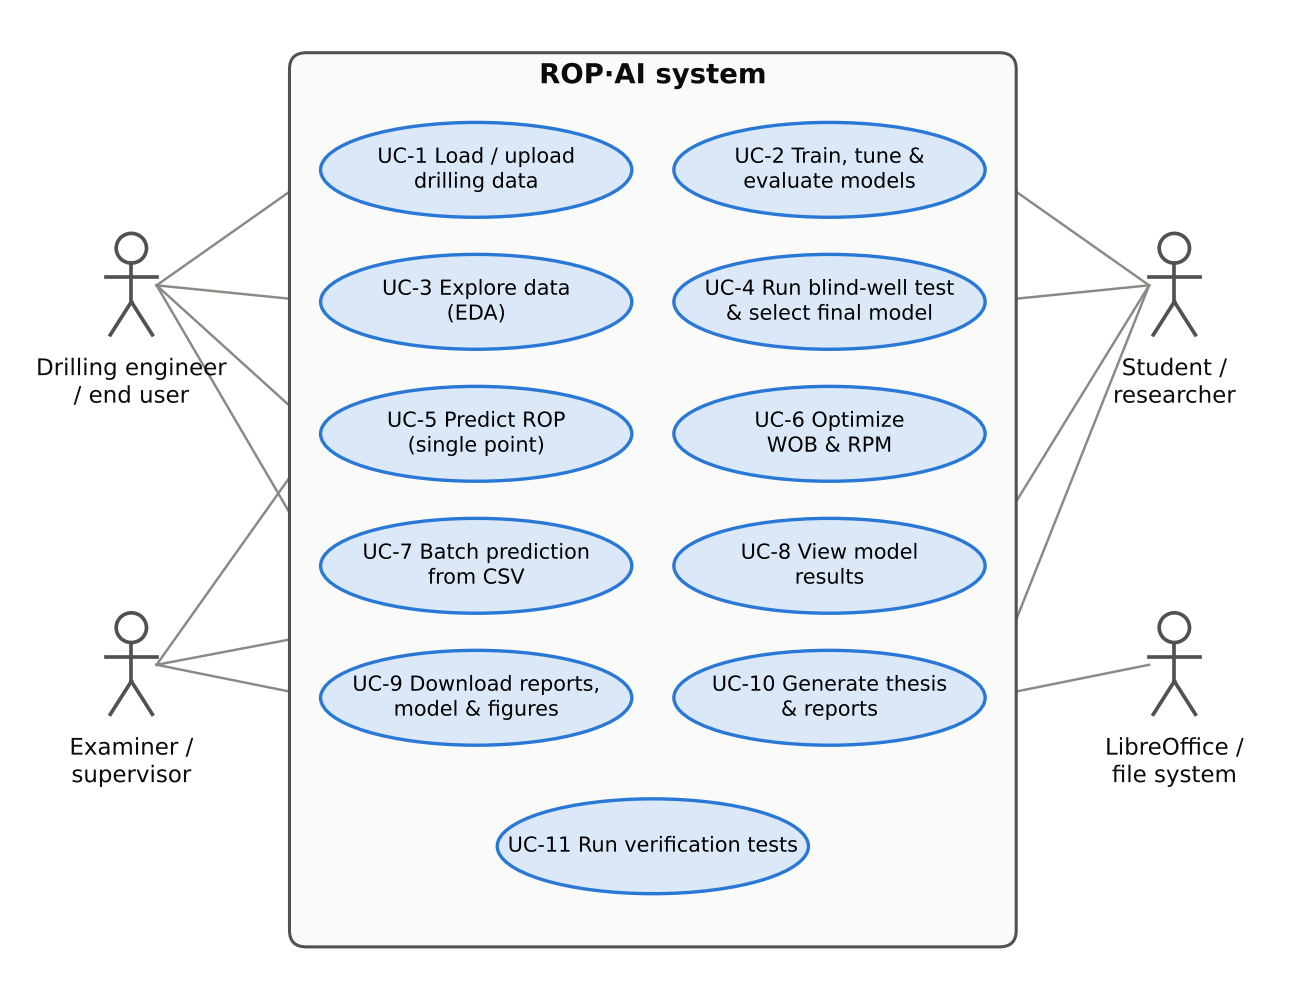 ROP·AI system
UC-1 Load / upload
drilling data
UC-2 Train, tune &
evaluate models
UC-3 Explore data
(EDA)
UC-4 Run blind-well test
& select final model
Drilling engineer
/ end user
Student /
researcher
UC-5 Predict ROP
(single point)
UC-6 Optimize
WOB & RPM
UC-7 Batch prediction
from CSV
UC-8 View model
results
UC-9 Download reports,
model & figures
UC-10 Generate thesis
& reports
Examiner /
supervisor
LibreOffice /
file system
UC-11 Run verification tests